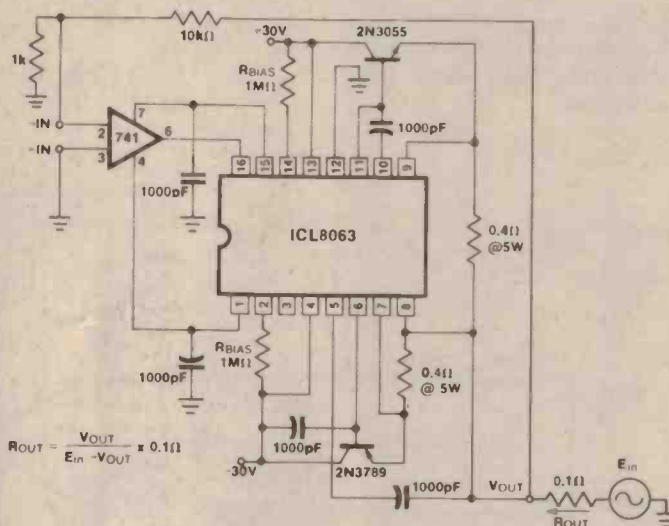 10kΩ
1k
+30V
2N3055
RBIAS
1MΩ
1000pF
-IN
-IN
2
3
741
7
4
6
1000pF
16
15
14
13
12
11
10
9
ICL8063
0.4Ω
@5W
1
2
3
4
5
6
7
8
RBIAS
1MΩ
1000pF
0.4Ω
@ 5W
1000pF
2N3789
-30V
1000pF
ROUT = VOUT / Ein -VOUT x 0.1Ω
VOUT
0.1Ω
Ein
ROUT